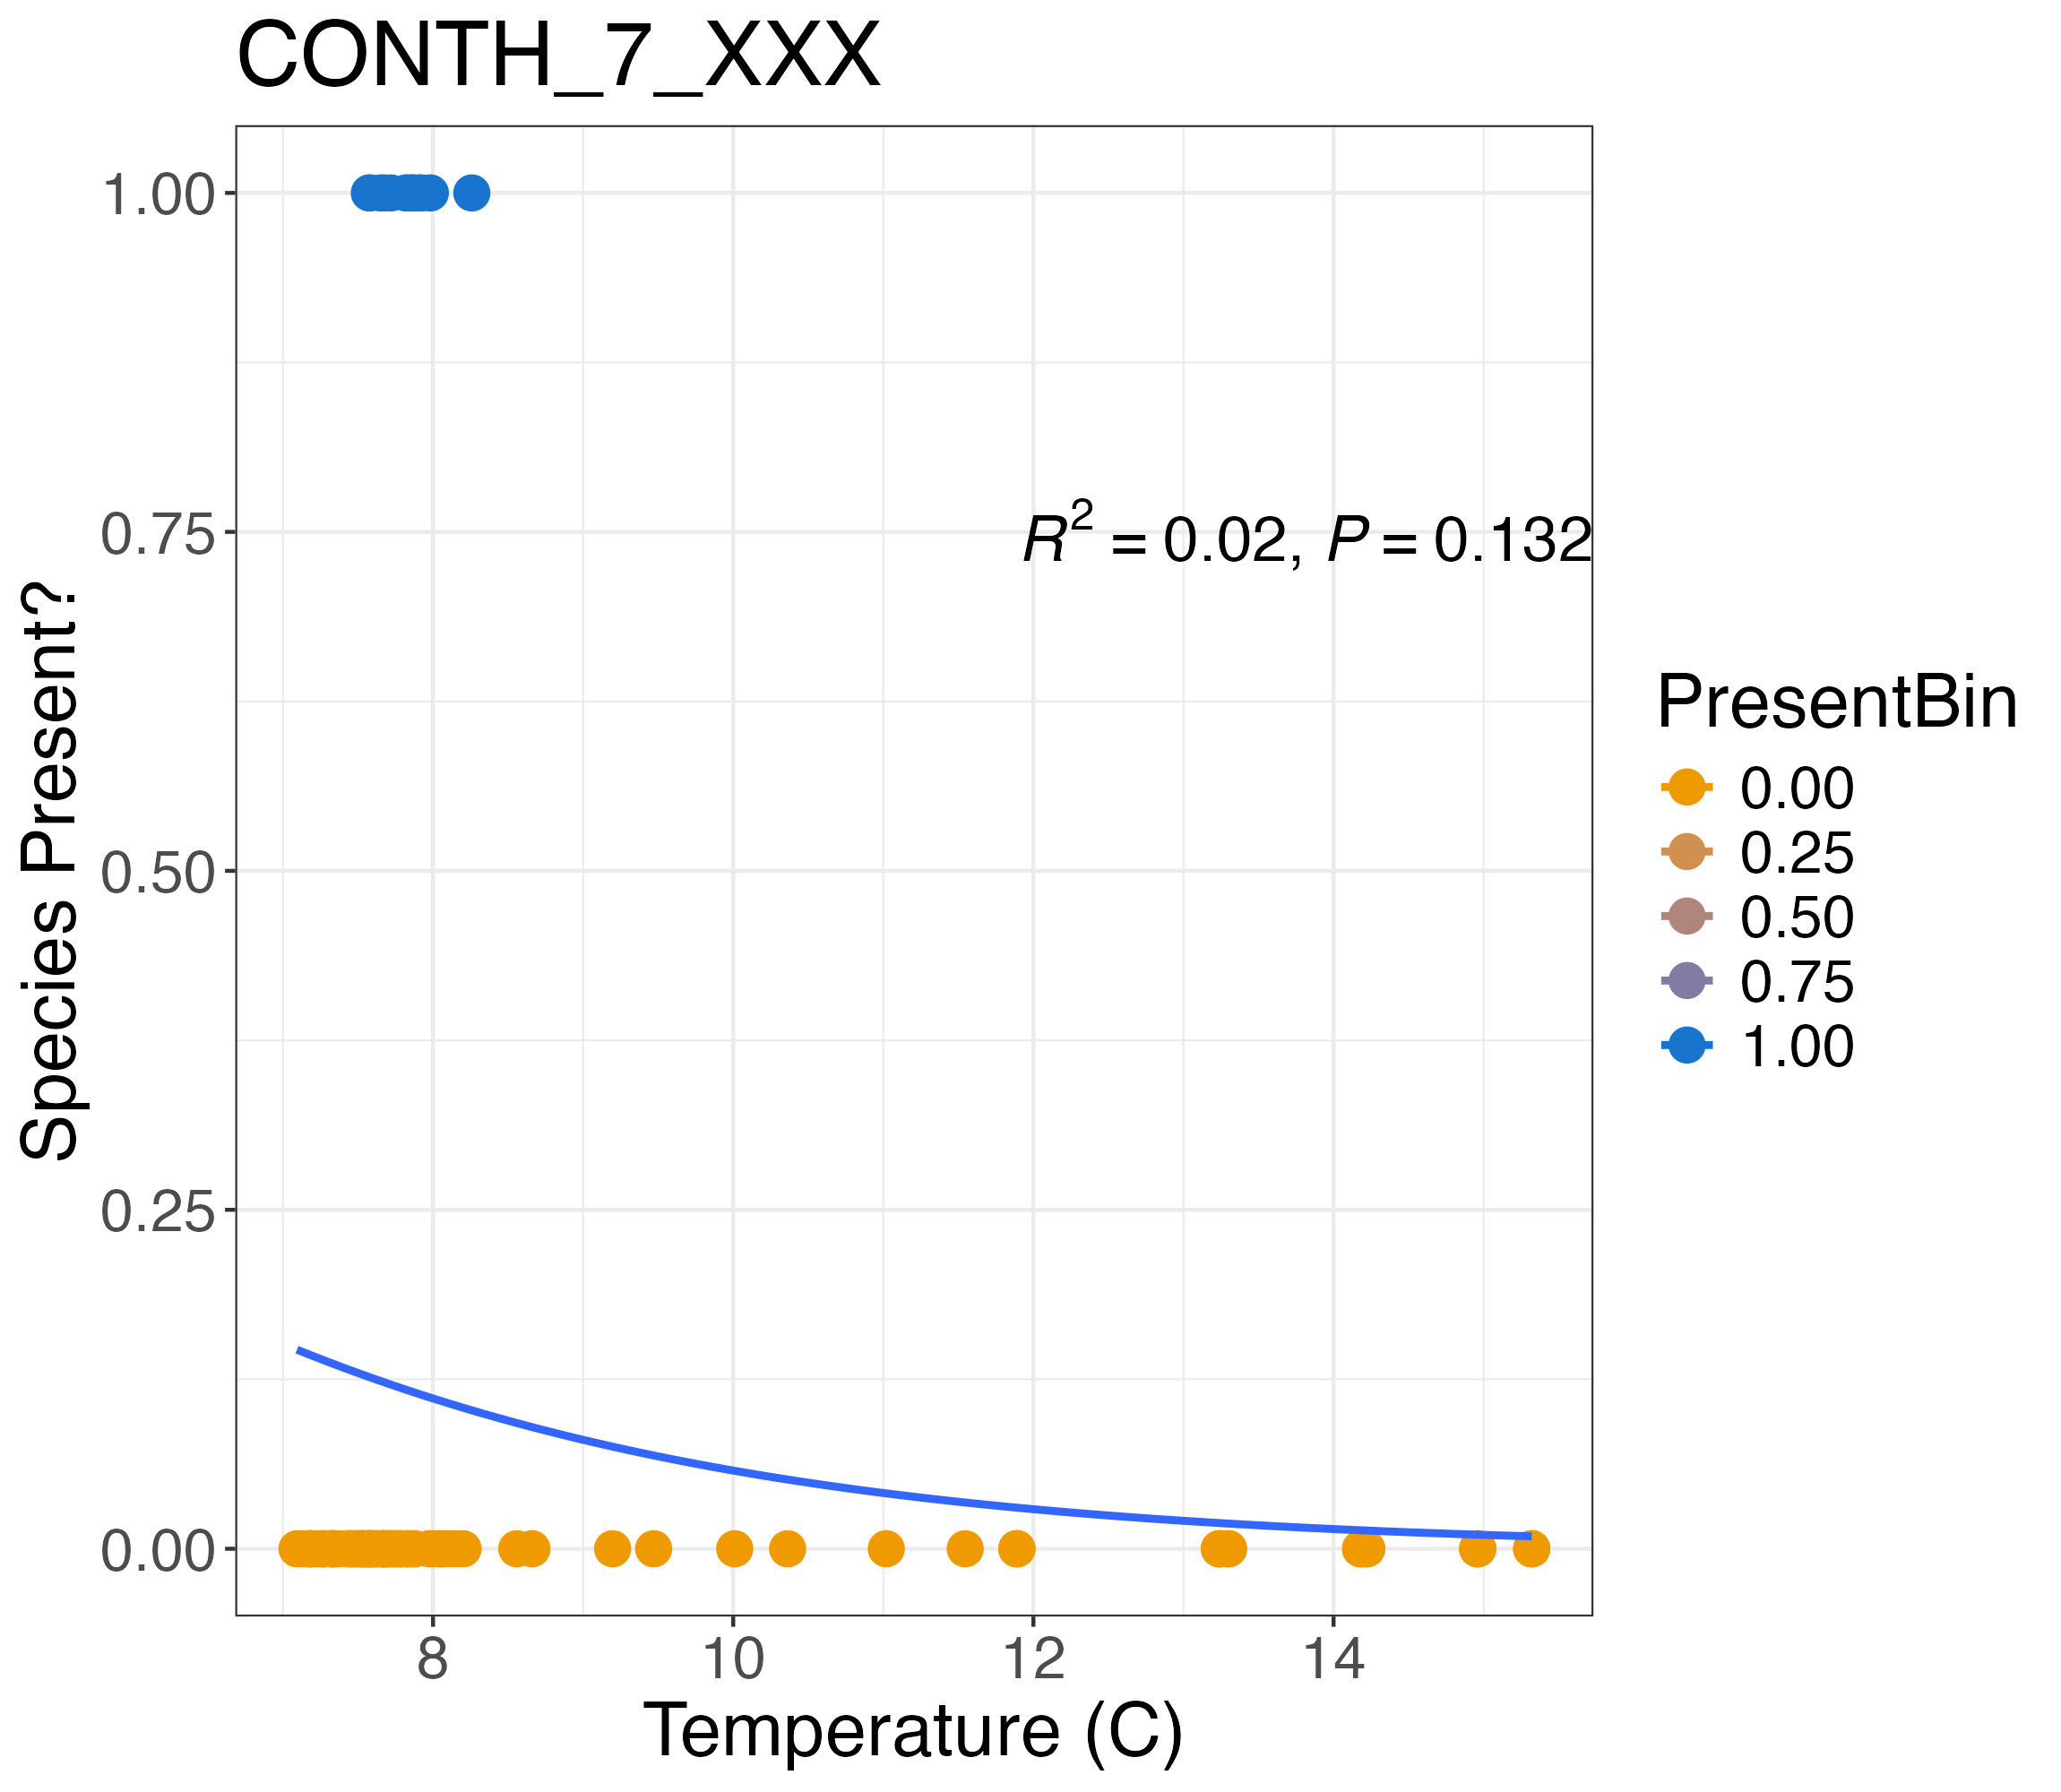 CONTH_7_XXX
1.00
0.75
0.50
0.25
0.00
Species Present?
R² = 0.02, P = 0.132
8 10 12 14
Temperature (C)
PresentBin
0.00
0.25
0.50
0.75
1.00